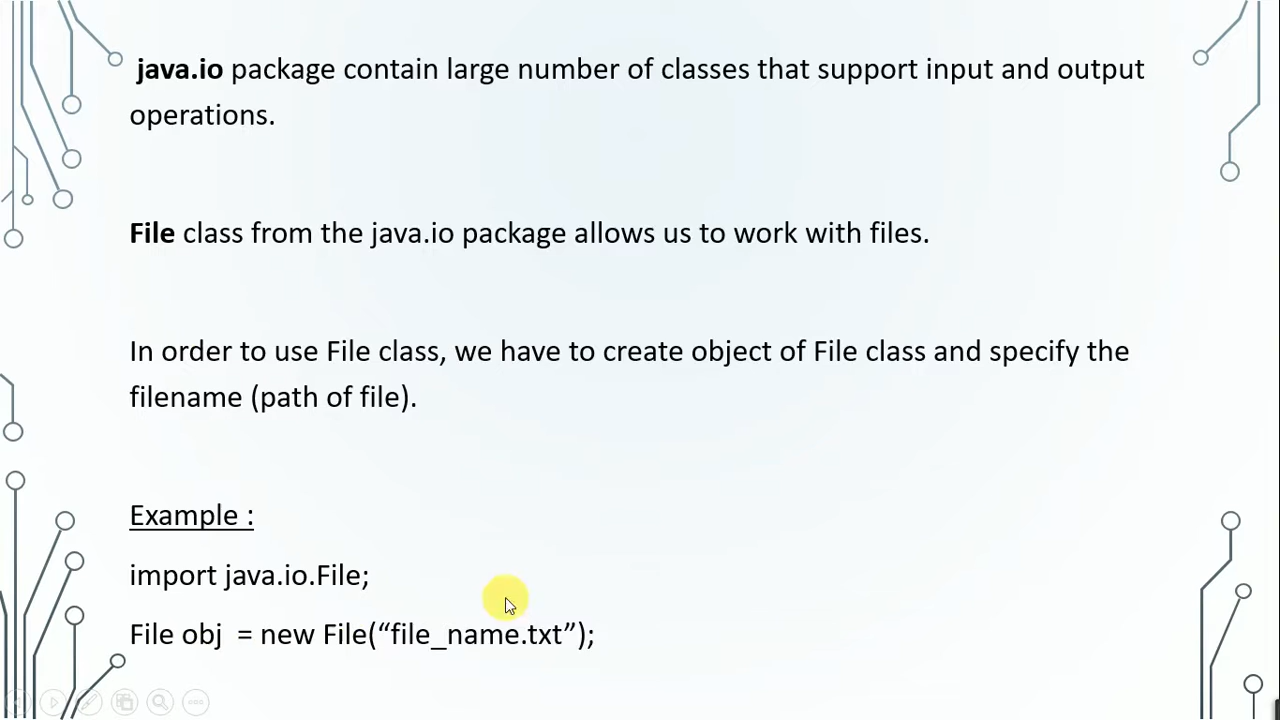 java.io package contain large number of classes that support input and output
operations.
File class from the java.io package allows us to work with files.
In order to use File class, we have to create object of File class and specify the
filename (path of file).
Example :
import java.io.File;
File obj  = new File(“file_name.txt”);